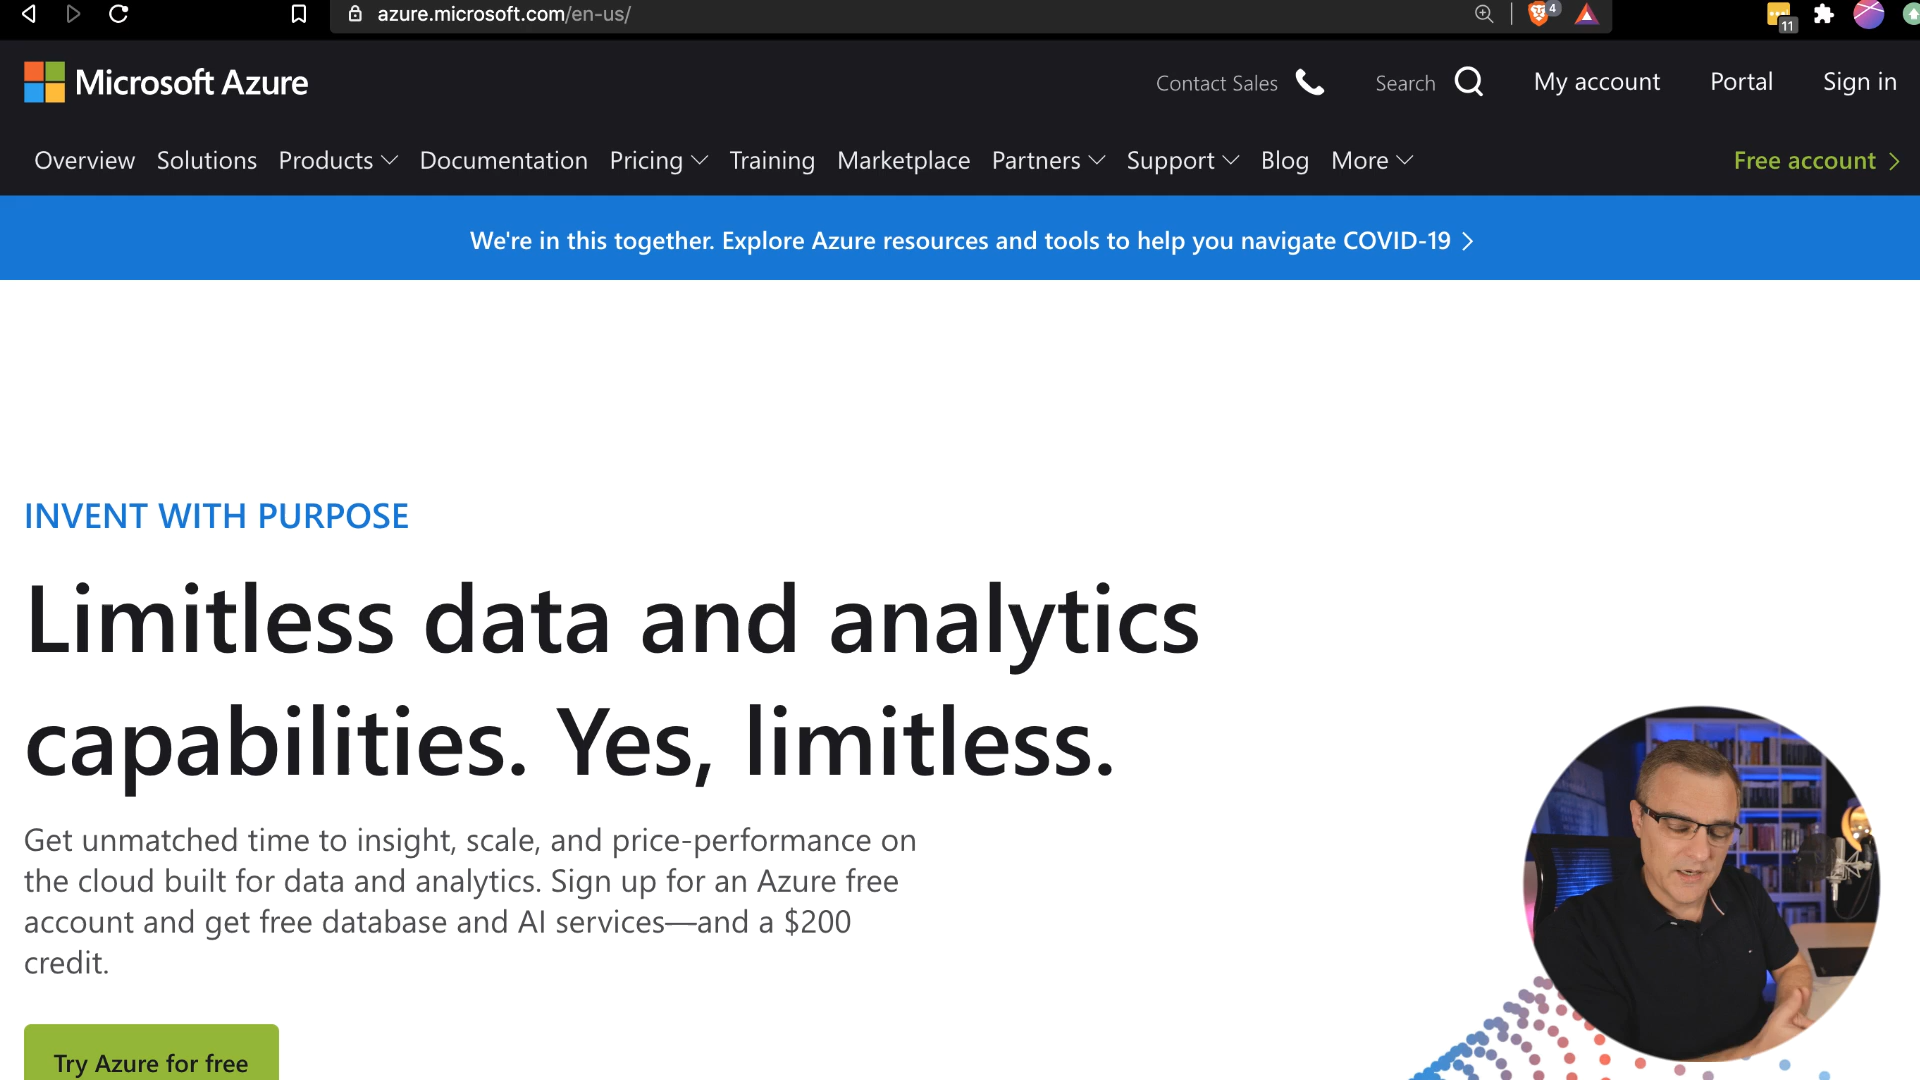 azure.microsoft.com/en-us/
4
11
Microsoft Azure
Contact Sales
Search
My account
Portal
Sign in
Overview
Solutions
Products
Documentation
Pricing
Training
Marketplace
Partners
Support
Blog
More
Free account
We're in this together. Explore Azure resources and tools to help you navigate COVID-19
INVENT WITH PURPOSE
Limitless data and analytics
capabilities. Yes, limitless.
Get unmatched time to insight, scale, and price-performance on
the cloud built for data and analytics. Sign up for an Azure free
account and get free database and AI services—and a $200
credit.
Try Azure for free